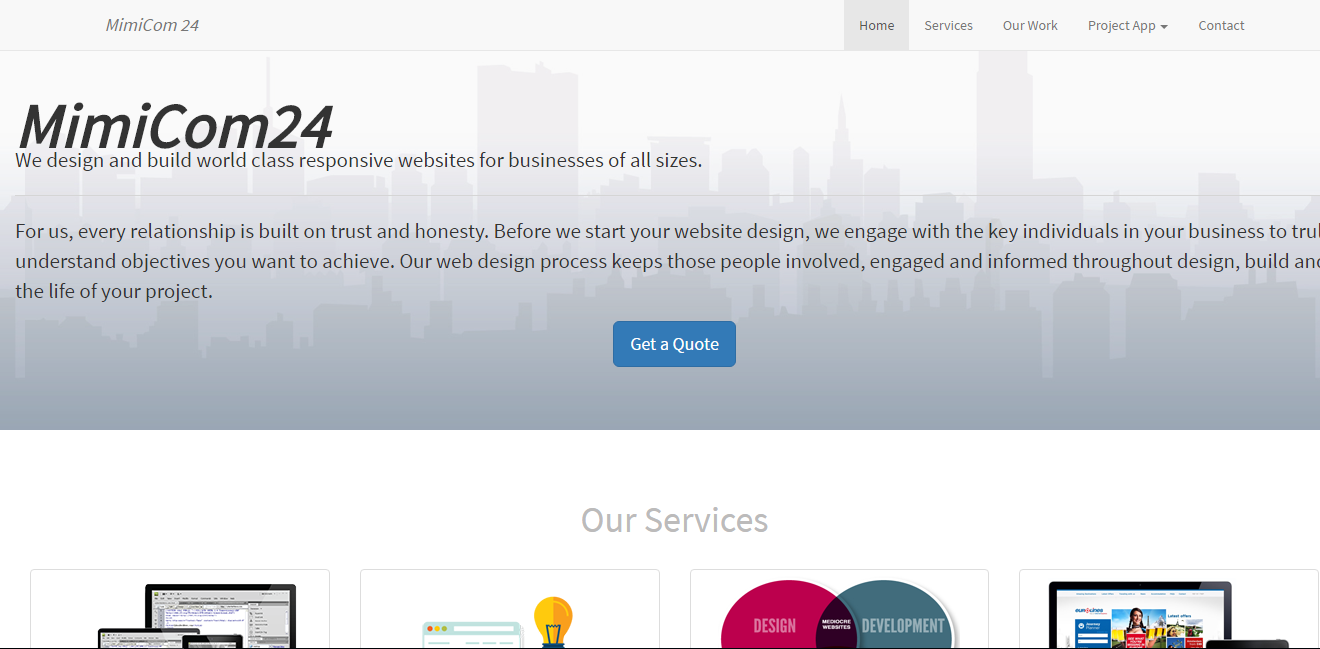 MimiCom 24
Home
Services
Our Work
Project App
Contact
MimiCom24
We design and build world class responsive websites for businesses of all sizes.
For us, every relationship is built on trust and honesty. Before we start your website design, we engage with the key individuals in your business to
understand objectives you want to achieve. Our web design process keeps those people involved, engaged and informed throughout design, build
the life of your project.
Get a Quote
Our Services
DESIGN
MEDIOCRE
WEBSITES
DEVELOPMENT
Latest offers